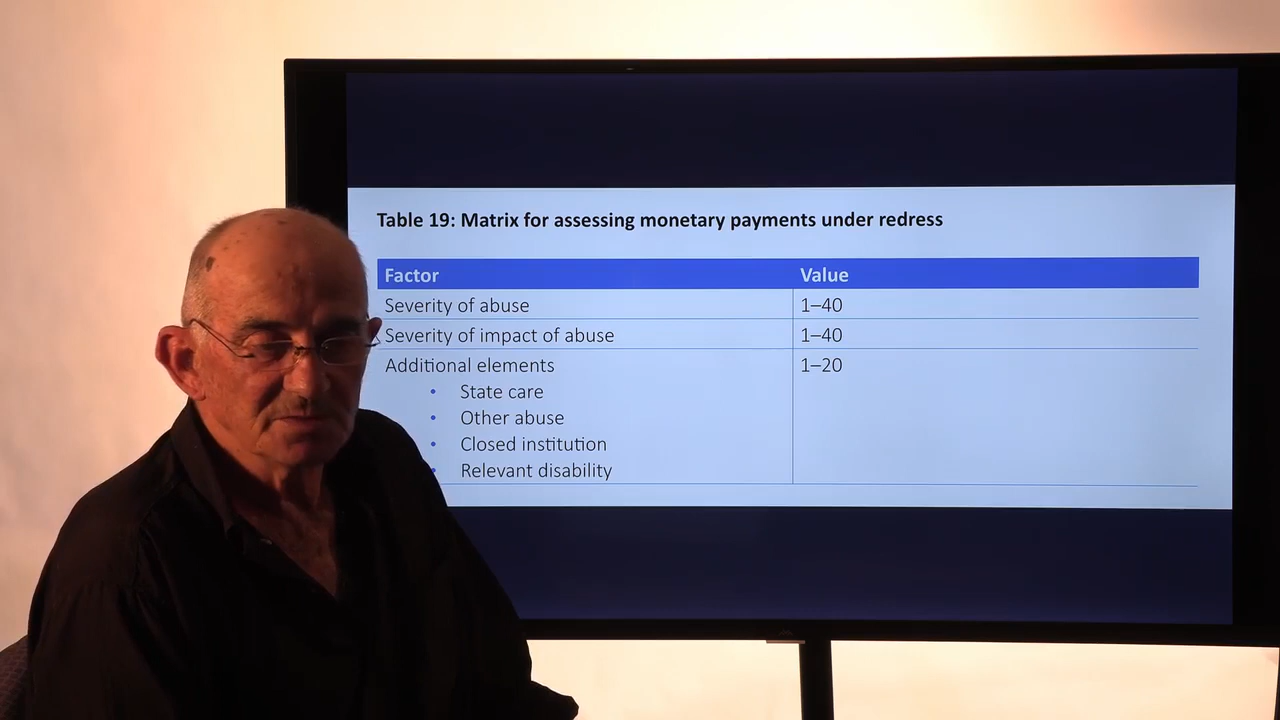 Table 19: Matrix for assessing monetary payments under redress
Factor Value
Severity of abuse 1–40
Severity of impact of abuse 1–40
Additional elements 1–20
• State care
• Other abuse
• Closed institution
• Relevant disability